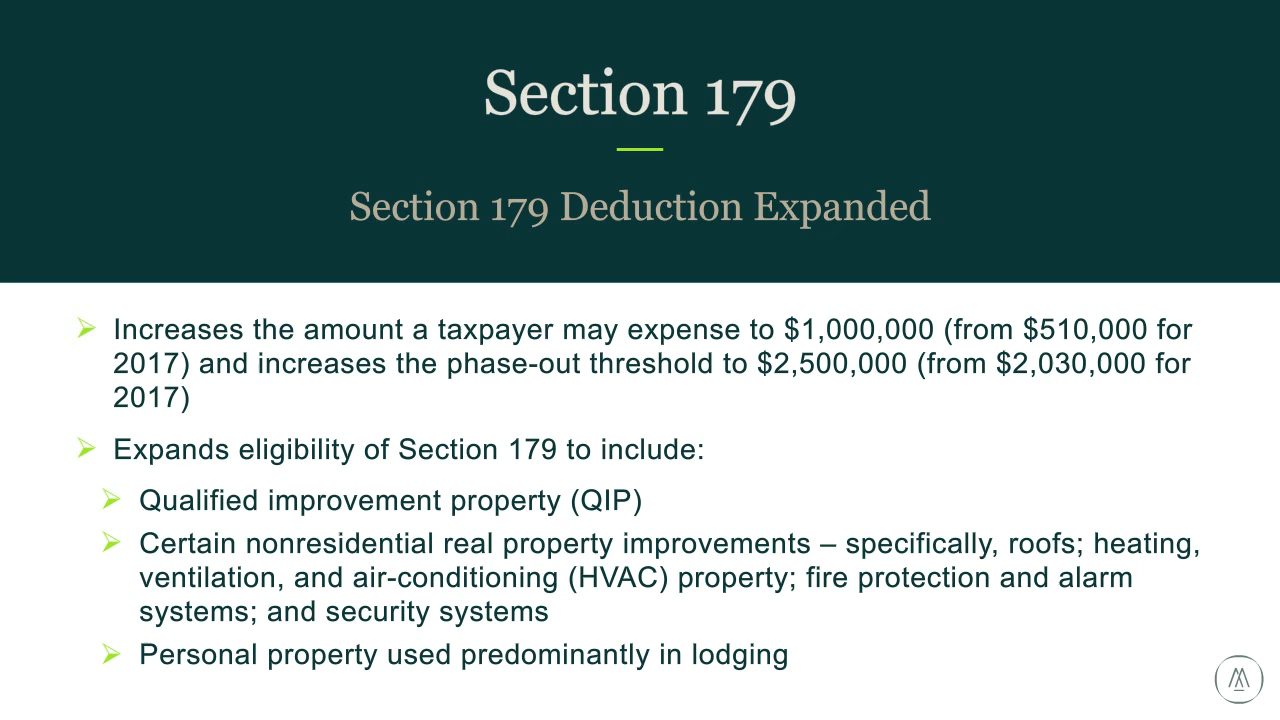 Section 179
Section 179 Deduction Expanded
Increases the amount a taxpayer may expense to $1,000,000 (from $510,000 for
2017) and increases the phase-out threshold to $2,500,000 (from $2,030,000 for
2017)
Expands eligibility of Section 179 to include:
Qualified improvement property (QIP)
Certain nonresidential real property improvements – specifically, roofs; heating,
ventilation, and air-conditioning (HVAC) property; fire protection and alarm
systems; and security systems
Personal property used predominantly in lodging